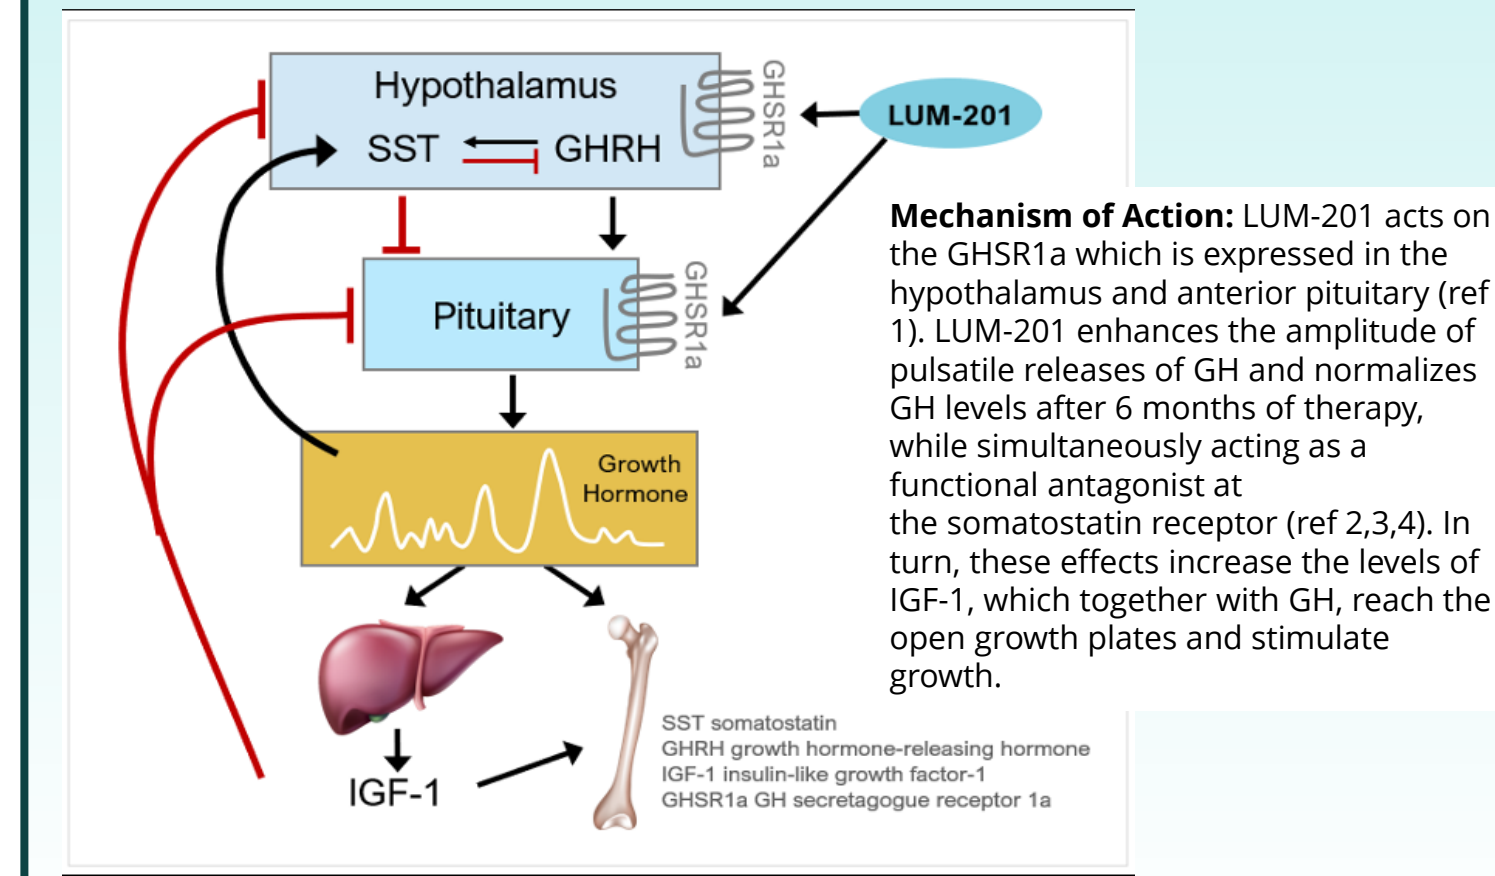 Hypothalamus
SST
GHRH
GHSR1a
LUM-201
Pituitary
GHSR1a
Growth
Hormone
IGF-1
SST somatostatin
GHRH growth hormone-releasing hormone
IGF-1 insulin-like growth factor-1
GHSR1a GH secretagogue receptor 1a
Mechanism of Action: LUM-201 acts on
the GHSR1a which is expressed in the
hypothalamus and anterior pituitary (ref
1). LUM-201 enhances the amplitude of
pulsatile releases of GH and normalizes
GH levels after 6 months of therapy,
while simultaneously acting as a
functional antagonist at
the somatostatin receptor (ref 2,3,4). In
turn, these effects increase the levels of
IGF-1, which together with GH, reach the
open growth plates and stimulate
growth.